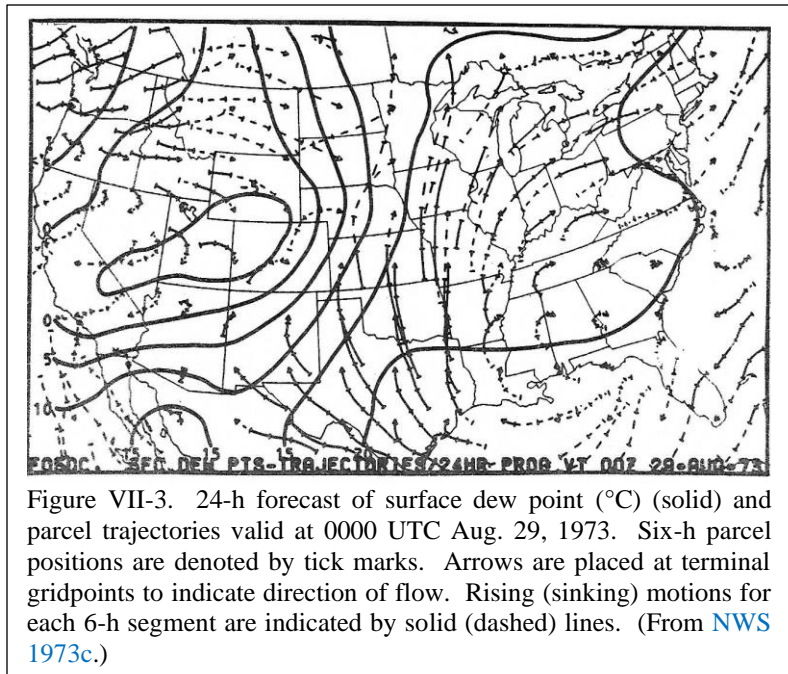 0
5
10
15 15 15 20
SFC DEW PTS-TRAJECTORIES/24HR PROG VT 00Z 29-AUG-73
Figure VII-3. 24-h forecast of surface dew point (°C) (solid) and
parcel trajectories valid at 0000 UTC Aug. 29, 1973. Six-h parcel
positions are denoted by tick marks. Arrows are placed at terminal
gridpoints to indicate direction of flow. Rising (sinking) motions for
each 6-h segment are indicated by solid (dashed) lines. (From NWS
1973c.)